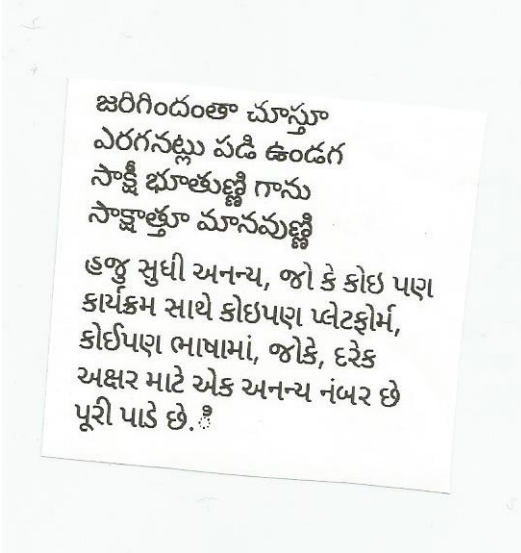 జరిగిందంతా చూస్తూ
ఎరగనట్లు పడి ఉండగ
సాక్షీ భూతుణ్ణి గాను
సాక్షాత్తూ మానవుణ్ణి
હજુ સુધી અનન્ય, જો કે કોઇ પણ
કાર્યક્રમ સાથે કોઇપણ પ્લેટફોર્મ,
કોઈપણ ભાષામાં, જોકે, દરેક
અક્ષર માટે એક અનન્ય નંબર છે
પૂરી પાડે છે.